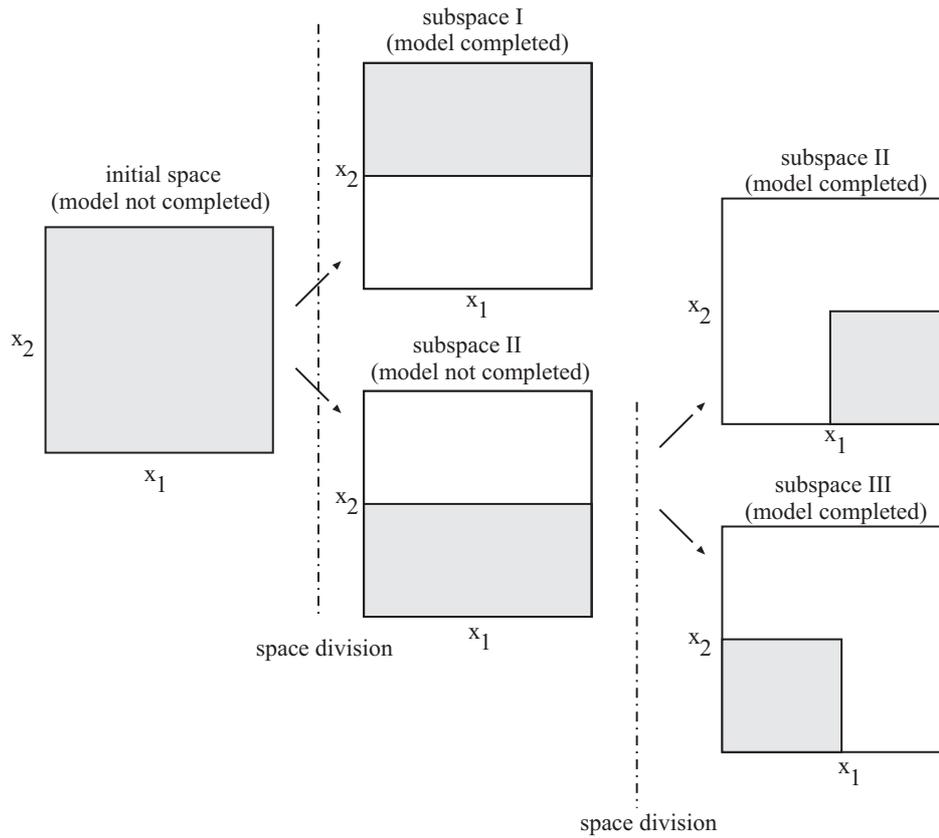 initial space
(model not completed)
x2
x1
subspace I
(model completed)
x2
x1
subspace II
(model not completed)
x2
x1
space division
subspace II
(model completed)
x2
x1
subspace III
(model completed)
x2
x1
space division